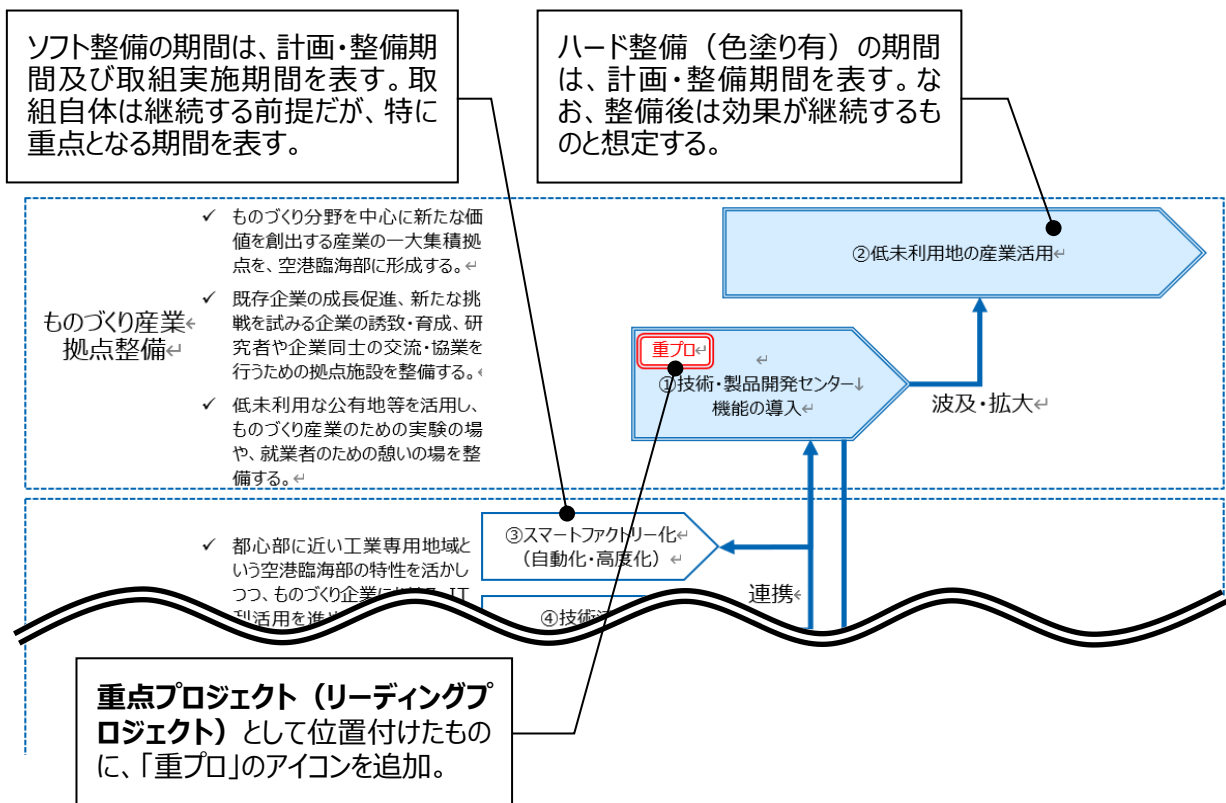 ソフト整備の期間は、計画・整備期
間及び取組実施期間を表す。取
組自体は継続する前提だが、特に
重点となる期間を表す。
ハード整備（色塗り有）の期間
は、計画・整備期間を表す。な
お、整備後は効果が継続するも
のと想定する。
ものづくり産業↵
拠点整備↵
✓ ものづくり分野を中心に新たな価
値を創出する産業の一大集積拠
点を、空港臨海部に形成する。↵
✓ 既存企業の成長促進、新たな挑
戦を試みる企業の誘致・育成、研
究者や企業同士の交流・協業を
行うための拠点施設を整備する。↵
✓ 低未利用な公有地等を活用し、
ものづくり産業のための実験の場
や、就業者のための憩いの場を整
備する。↵
②低未利用地の産業活用↵
重プロ↵
↵
①技術・製品開発センター↓
機能の導入↵
波及・拡大↵
✓ 都心部に近い工業専用地域と
いう空港臨海部の特性を活かし
つつ、ものづくり企業に
IT
利活用を進め
③スマートファクトリー化↵
（自動化・高度化）↵
④技術
連携↵
重点プロジェクト（リーディングプ
ロジェクト）として位置付けたもの
に、「重プロ」のアイコンを追加。